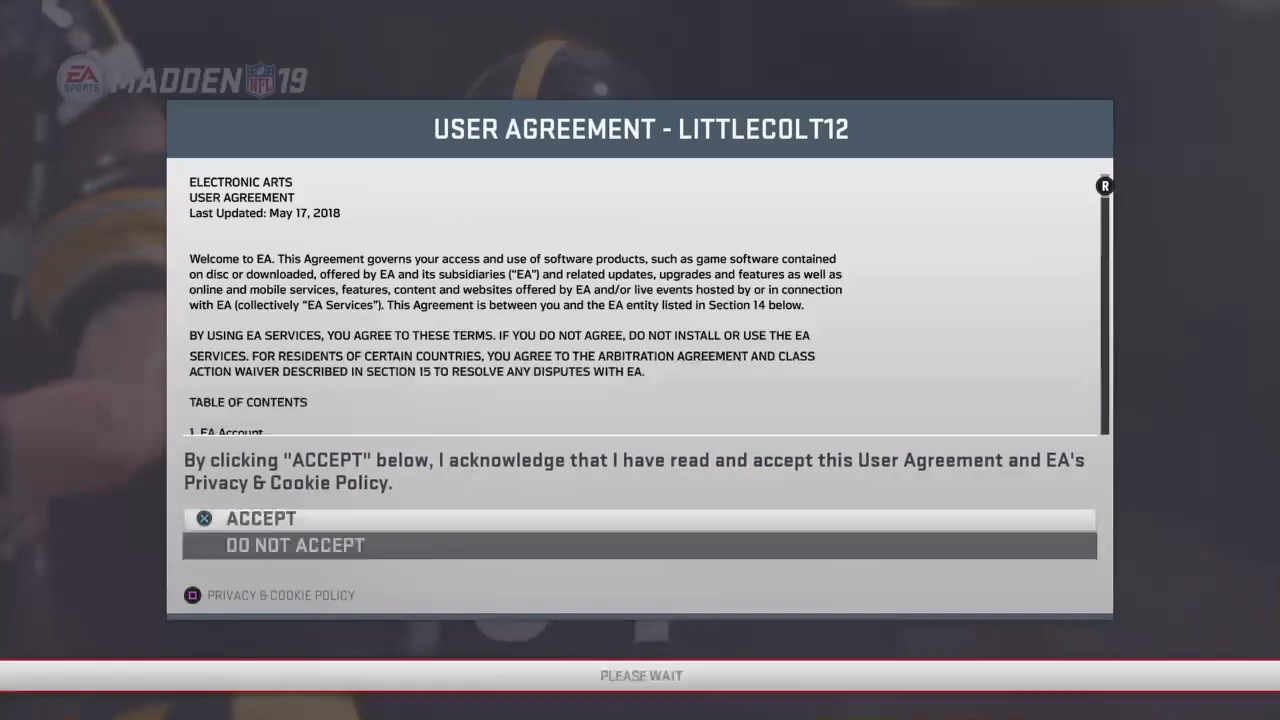 EA SPORTS MADDEN NFL 19
USER AGREEMENT - LITTLECOLT12
ELECTRONIC ARTS
USER AGREEMENT
Last Updated: May 17, 2018
R
Welcome to EA. This Agreement governs your access and use of software products, such as game software contained
on disc or downloaded, offered by EA and its subsidiaries (“EA”) and related updates, upgrades and features as well as
online and mobile services, features, content and websites offered by EA and/or live events hosted by or in connection
with EA (collectively “EA Services”). This Agreement is between you and the EA entity listed in Section 14 below.
BY USING EA SERVICES, YOU AGREE TO THESE TERMS. IF YOU DO NOT AGREE, DO NOT INSTALL OR USE THE EA
SERVICES. FOR RESIDENTS OF CERTAIN COUNTRIES, YOU AGREE TO THE ARBITRATION AGREEMENT AND CLASS
ACTION WAIVER DESCRIBED IN SECTION 15 TO RESOLVE ANY DISPUTES WITH EA.
TABLE OF CONTENTS
1. EA Account
By clicking "ACCEPT" below, I acknowledge that I have read and accept this User Agreement and EA's
Privacy & Cookie Policy.
ACCEPT
DO NOT ACCEPT
PRIVACY & COOKIE POLICY
PLEASE WAIT